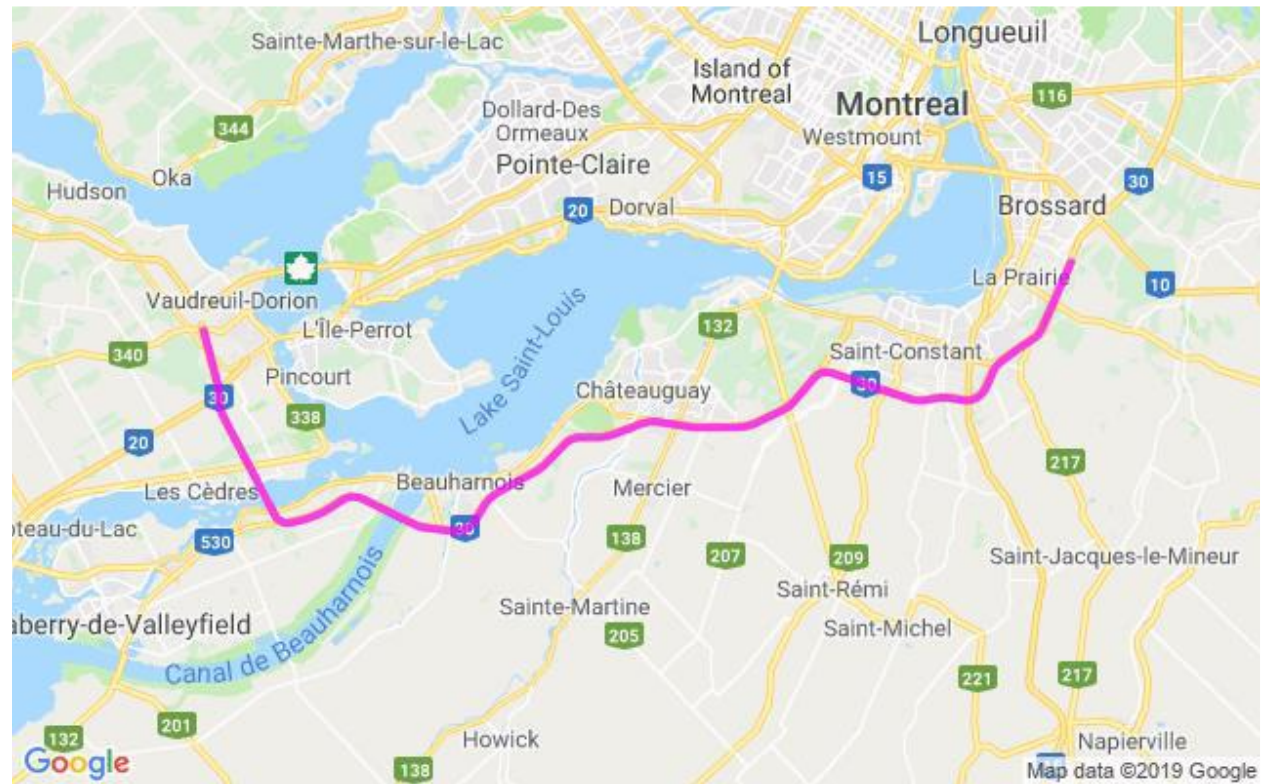 Longueuil
Sainte-Marthe-sur-le-Lac
Island of
Montreal
116
Dollard-Des
Ormeaux
Montreal
344
Westmount
Pointe-Claire
15
Oka
Hudson
30
Dorval
20
Brossard
La Prairie
10
Vaudreuil-Dorion
L'Île-Perrot
132
340
Saint-Constant
Pincourt
Lake Saint-Louis
30
30
Châteauguay
338
20
217
Beauharnois
Mercier
Les Cèdres
oteau-du-Lac
530
30
138
207
209
Saint-Jacques-le-Mineur
Saint-Rémi
Sainte-Martine
aberry-de-Valleyfield
205
Saint-Michel
Canal de Beauharnois
221
217
201
132
Howick
Napierville
Google
138
Map data ©2019 Google